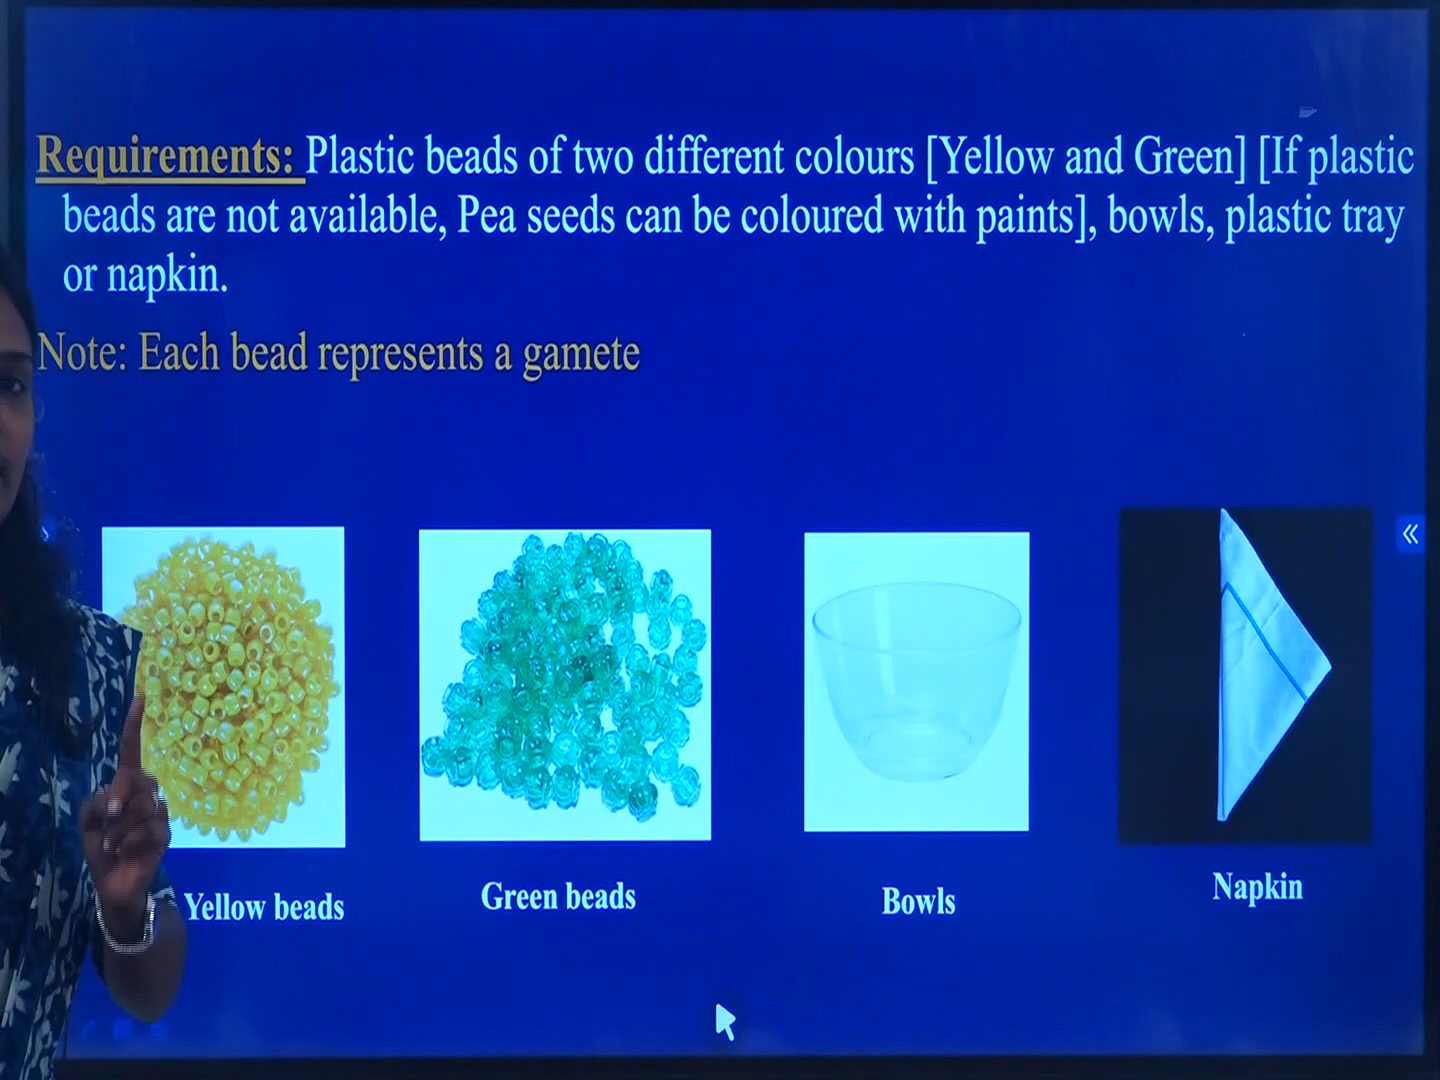 Requirements: Plastic beads of two different colours [Yellow and Green] [If plastic
beads are not available, Pea seeds can be coloured with paints], bowls, plastic tray
or napkin.
Note: Each bead represents a gamete
Yellow beads
Green beads
Bowls
Napkin